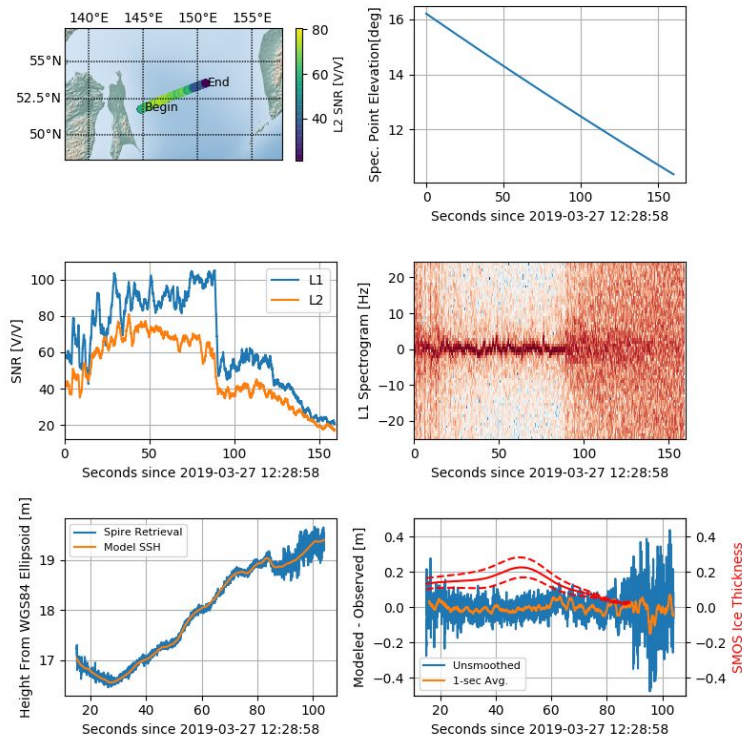 140°E 145°E 150°E 155°E
55°N
52.5°N
50°N
Begin
End
80
60
40
L2 SNR [V/V]
Spec. Point Elevation[deg]
16
14
12
0 50 100 150
Seconds since 2019-03-27 12:28:58
SNR [V/V]
100
80
60
40
20
L1
L2
0 50 100 150
Seconds since 2019-03-27 12:28:58
L1 Spectrogram [Hz]
20
10
0
−10
−20
0 50 100 150
Seconds since 2019-03-27 12:28:58
Height From WGS84 Ellipsoid [m]
19
18
17
Spire Retrieval
Model SSH
20 40 60 80 100
Seconds since 2019-03-27 12:28:58
Modeled - Observed [m]
0.4
0.2
0.0
−0.2
−0.4
Unsmoothed
1-sec Avg.
20 40 60 80 100
Seconds since 2019-03-27 12:28:58
0.4
0.2
0.0
0.2
0.4
SMOS Ice Thickness